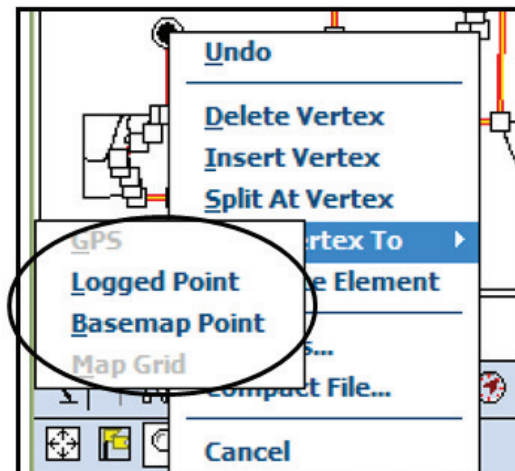 Undo
Delete Vertex
Insert Vertex
Split At Vertex
GPS
To
Logged Point
Element
Basemap Point
Map Grid
Compact File...
Cancel